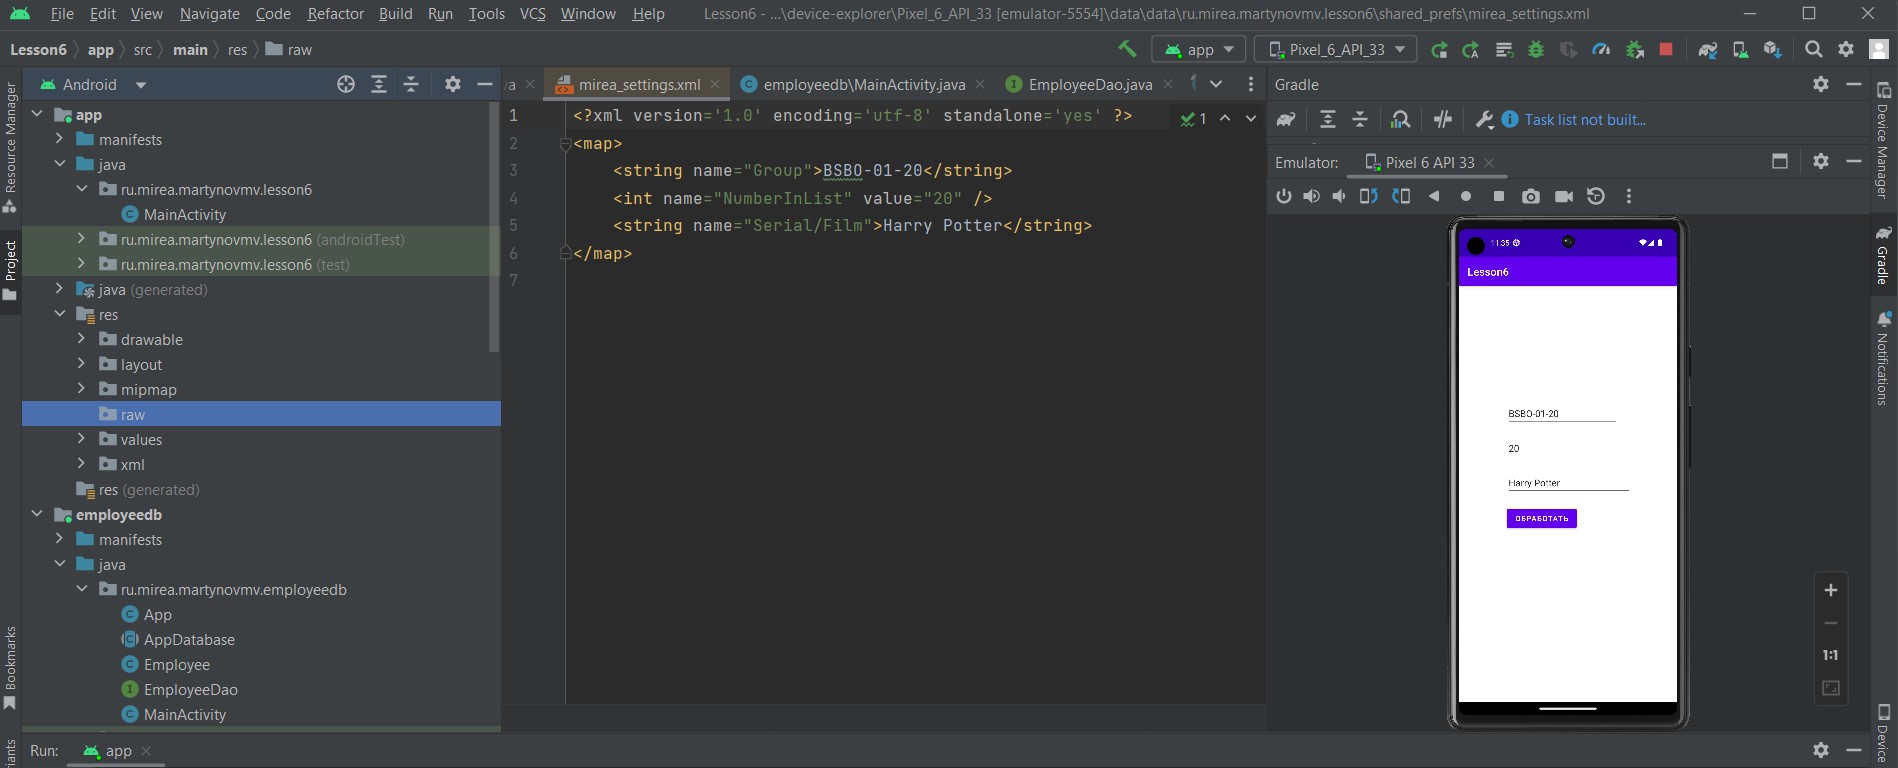 File Edit View Navigate Code Refactor Build Run Tools VCS Window Help Lesson6 - ...\device-explorer\Pixel_6_API_33 [emulator-5554]\data\data\ru.mirea.martynovmv.lesson6\shared_prefs\mirea_settings.xml
Lesson6 app src main res raw app Pixel_6_API_33
Resource Manager
Project
Bookmarks
Android
app
manifests
java
ru.mirea.martynovmv.lesson6
MainActivity
ru.mirea.martynovmv.lesson6 (androidTest)
ru.mirea.martynovmv.lesson6 (test)
java (generated)
res
drawable
layout
mipmap
raw
values
xml
res (generated)
employeedb
manifests
java
ru.mirea.martynovmv.employeedb
App
AppDatabase
Employee
EmployeeDao
MainActivity
mirea_settings.xml employeedb\MainActivity.java EmployeeDao.java
1 <?xml version='1.0' encoding='utf-8' standalone='yes' ?> 1
2 <map>
3 <string name="Group">BSBO-01-20</string>
4 <int name="NumberInList" value="20" />
5 <string name="Serial/Film">Harry Potter</string>
6 </map>
7
Gradle
Task list not built...
Emulator: Pixel 6 API 33
11:35
Lesson6
BSBO-01-20
20
Harry Potter
ОБРАБОТАТЬ
1:1
Device Manager
Gradle
Notifications
Device
Run: app